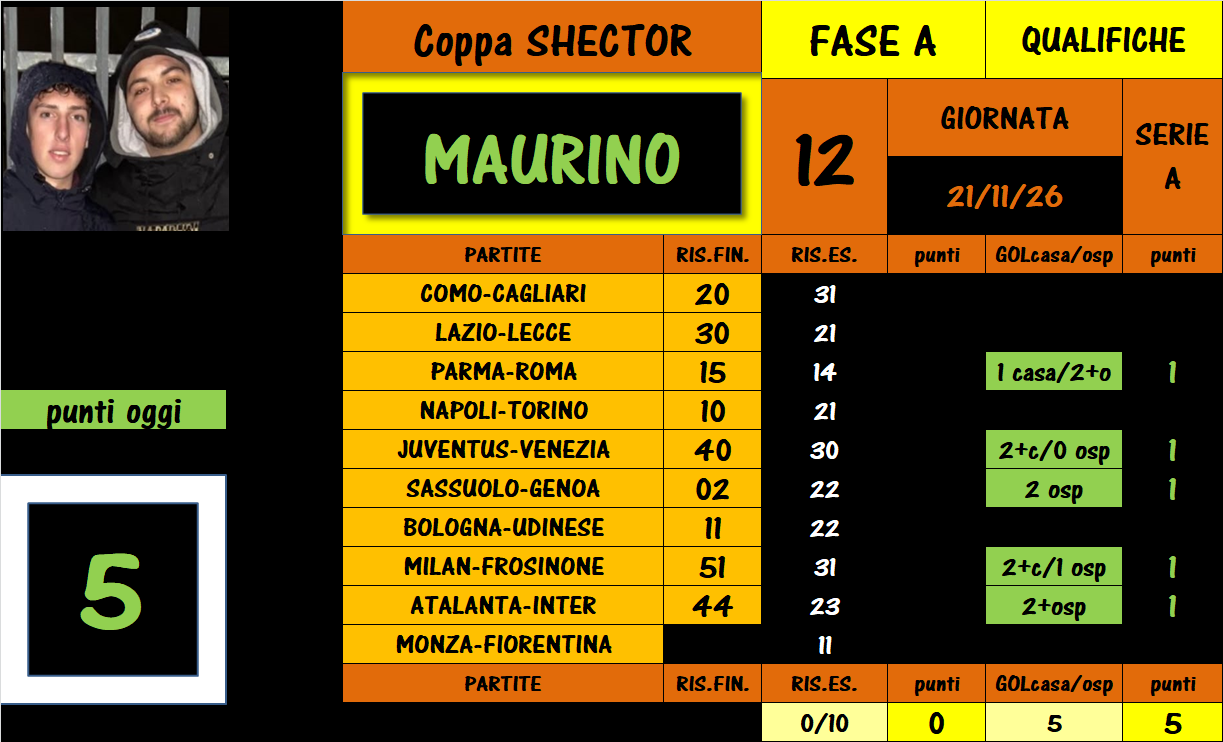 Coppa SHECTOR FASE A QUALIFICHE
MAURINO 12 GIORNATA SERIE A
21/11/26
PARTITE RIS.FIN. RIS.ES. punti GOLcasa/osp punti
COMO-CAGLIARI 20 31
LAZIO-LECCE 30 21
PARMA-ROMA 15 14 1 casa/2+o 1
NAPOLI-TORINO 10 21
punti oggi
JUVENTUS-VENEZIA 40 30 2+c/0 osp 1
SASSUOLO-GENOA 02 22 2 osp 1
BOLOGNA-UDINESE 11 22
MILAN-FROSINONE 51 31 2+c/1 osp 1
5
ATALANTA-INTER 44 23 2+osp 1
MONZA-FIORENTINA 11
PARTITE RIS.FIN. RIS.ES. punti GOLcasa/osp punti
0/10 0 5 5